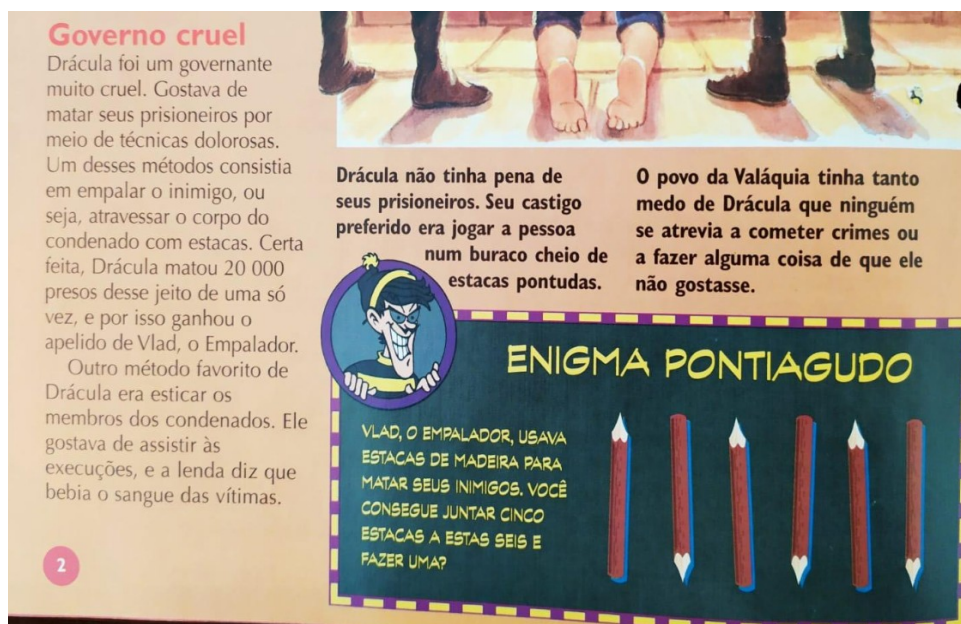 Governo cruel
Drácula foi um governante
muito cruel. Gostava de
matar seus prisioneiros por
meio de técnicas dolorosas.
Um desses métodos consistia
em empalar o inimigo, ou
seja, atravessar o corpo do
condenado com estacas. Certa
feita, Drácula matou 20 000
presos desse jeito de uma só
vez, e por isso ganhou o
apelido de Vlad, o Empalador.
Outro método favorito de
Drácula era esticar os
membros dos condenados. Ele
gostava de assistir às
execuções, e a lenda diz que
bebia o sangue das vítimas.
2
Drácula não tinha pena de
seus prisioneiros. Seu castigo
preferido era jogar a pessoa
num buraco cheio de
estacas pontudas.
O povo da Valáquia tinha tanto
medo de Drácula que ninguém
se atrevia a cometer crimes ou
a fazer alguma coisa de que ele
não gostasse.
ENIGMA PONTIAGUDO
VLAD, O EMPALADOR, USAVA
ESTACAS DE MADEIRA PARA
MATAR SEUS INIMIGOS. VOCÊ
CONSEGUE JUNTAR CINCO
ESTACAS A ESTAS SEIS E
FAZER UMA?